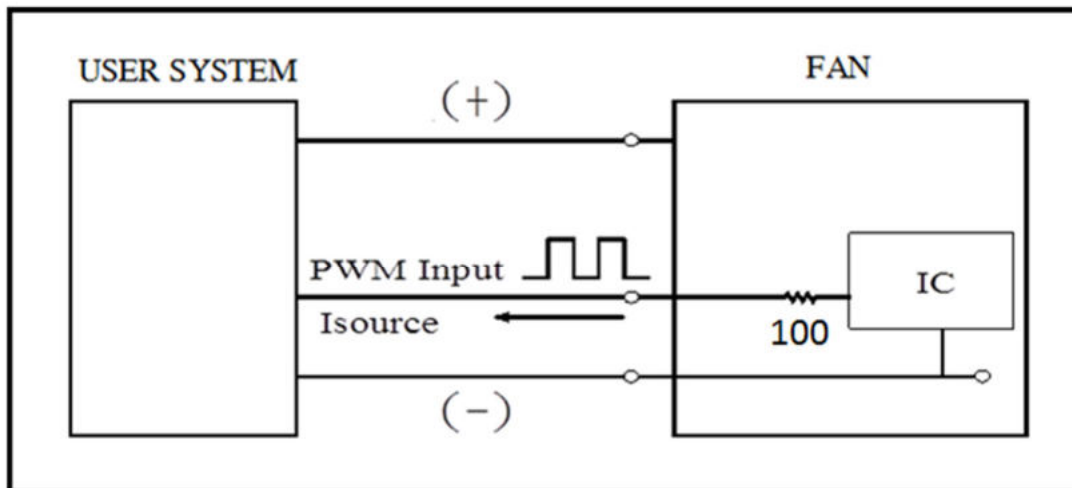 USER SYSTEM
FAN
(+)
PWM Input
IC
Isource
100
(-)